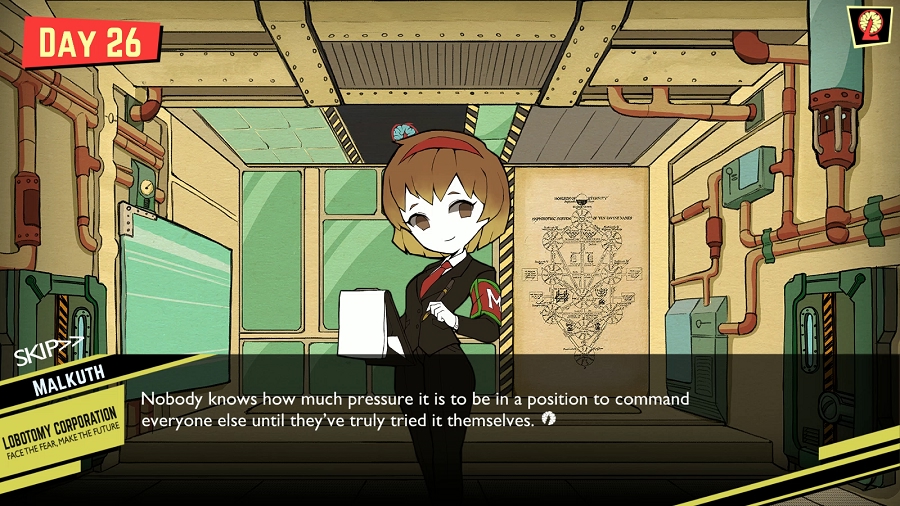 DAY 26
SKIP>>
MALKUTH
LOBOTOMY CORPORATION
FACE THE FEAR, MAKE THE FUTURE
Nobody knows how much pressure it is to be in a position to command
everyone else until they've truly tried it themselves.
M